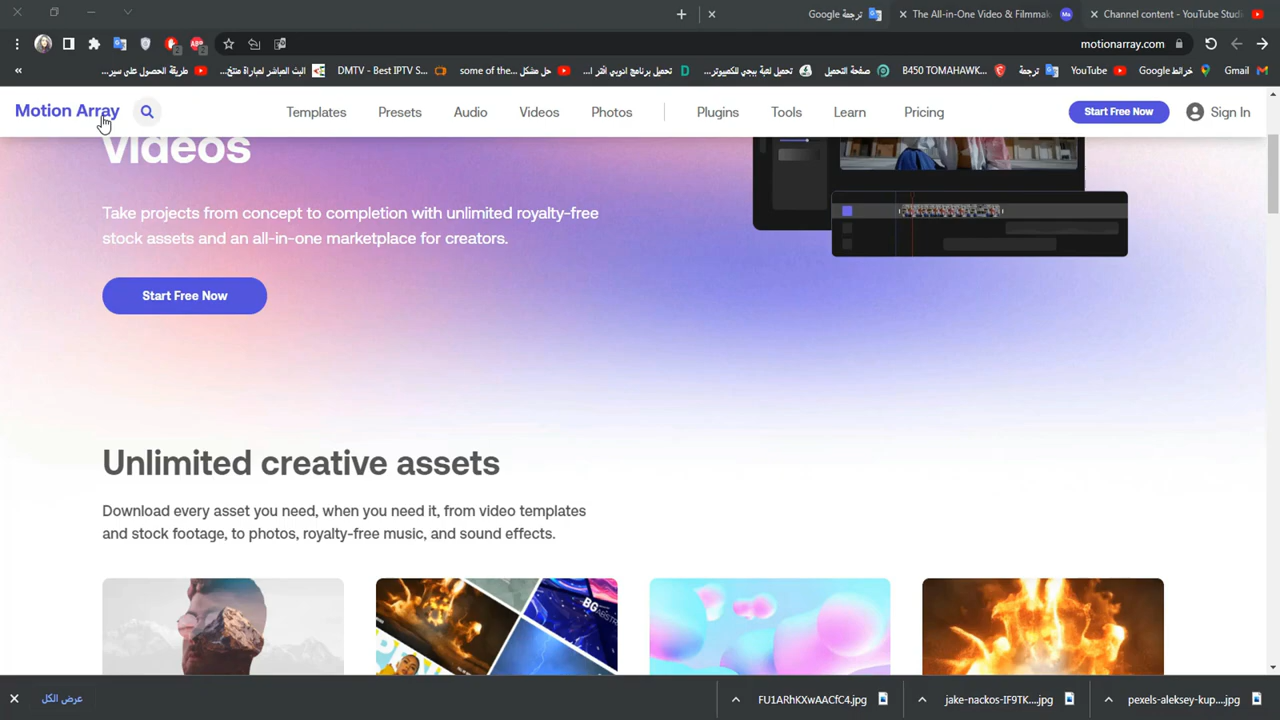 ترجمة Google
The All-in-One Video & Filmmak
Channel content - YouTube Studi
ABP
2
2
motionarray.com
طريقة الحصول على سير...
البث المباشر لمباراة منتخ...
DMTV - Best IPTV S...
some of the...
حل مشكل
تحميل برنامج ادوبي أفتر ا...
تحميل لعبة ببجي للكمبيوتر...
صفحة التحميل
B450 TOMAHAWK...
ترجمة
YouTube
خرائط Google
Gmail
Motion Array
Templates
Presets
Audio
Videos
Photos
Plugins
Tools
Learn
Pricing
Start Free Now
Sign In
videos
Take projects from concept to completion with unlimited royalty-free
stock assets and an all-in-one marketplace for creators.
Start Free Now
Unlimited creative assets
Download every asset you need, when you need it, from video templates
and stock footage, to photos, royalty-free music, and sound effects.
BG
عرض الكل
FU1ARhKXwAACfC4.jpg
jake-nackos-IF9TK....jpg
pexels-aleksey-kup....jpg